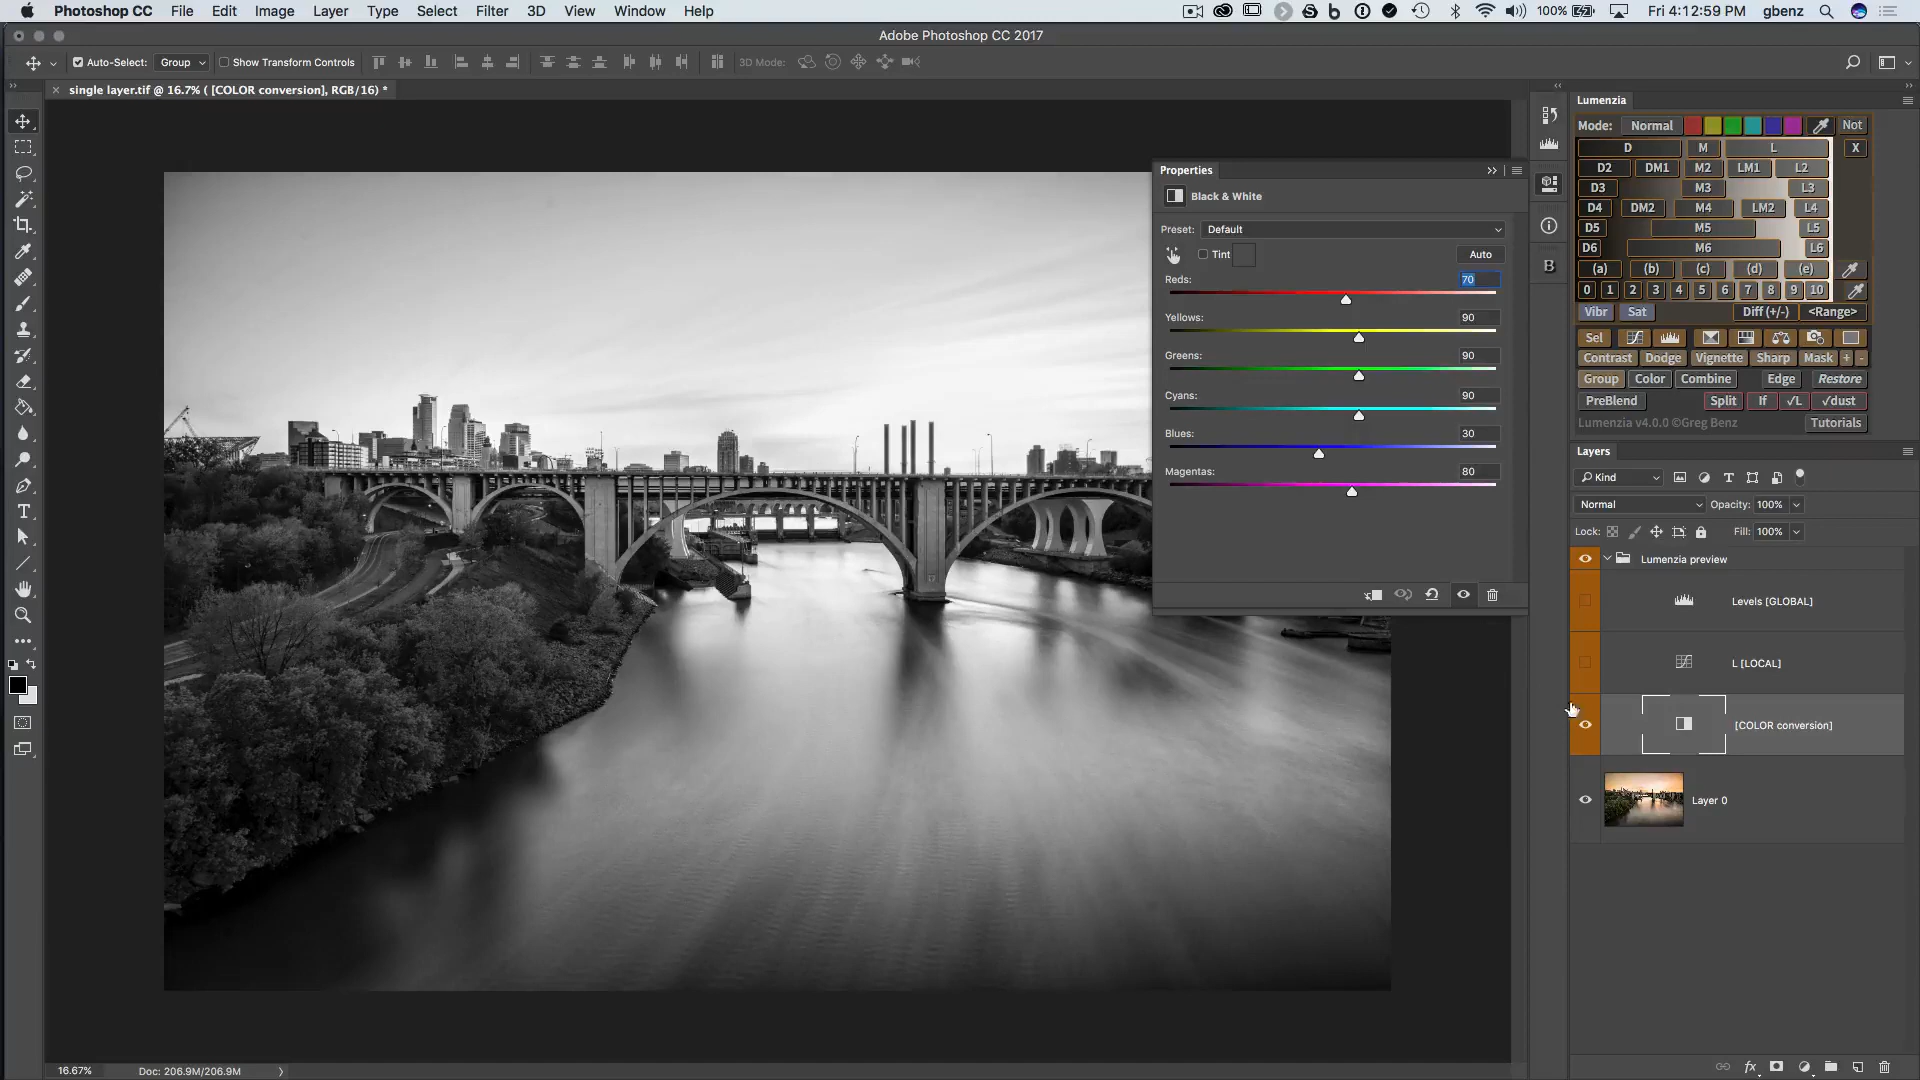 Photoshop CC File Edit Image Layer Type Select Filter 3D View Window Help 100% Fri 4:12:59 PM gbenz
Adobe Photoshop CC 2017
Auto-Select: Group Show Transform Controls 3D Mode:
single layer.tif @ 16.7% ( [COLOR conversion], RGB/16) *
Properties
Black & White
Preset: Default
Tint Auto
Reds: 70
Yellows: 90
Greens: 90
Cyans: 90
Blues: 30
Magentas: 80
Lumenzia
Mode: Normal Not
D M L X
D2 DM1 M2 LM1 L2
D3 M3 L3
D4 DM2 M4 LM2 L4
D5 M5 L5
D6 M6 L6
(a) (b) (c) (d) (e)
0 1 2 3 4 5 6 7 8 9 10
Vibr Sat Diff (+/-) <Range>
Sel
Contrast Dodge Vignette Sharp Mask + -
Group Color Combine Edge Restore
PreBlend Split If √L √dust
Lumenzia v4.0.0 ©Greg Benz Tutorials
Layers
Kind
Normal Opacity: 100%
Lock: Fill: 100%
Lumenzia preview
Levels [GLOBAL]
L [LOCAL]
[COLOR conversion]
Layer 0
16.67% Doc: 206.9M/206.9M